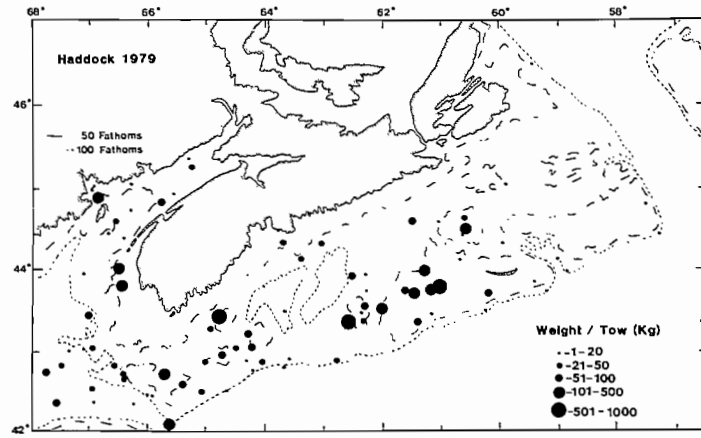 68° 66° 64° 62° 60° 58°
Haddock 1979
46°
— 50 Fathoms
--- 100 Fathoms
44°
Weight / Tow (Kg)
-1-20
-21-50
-51-100
-101-500
-501-1000
42°